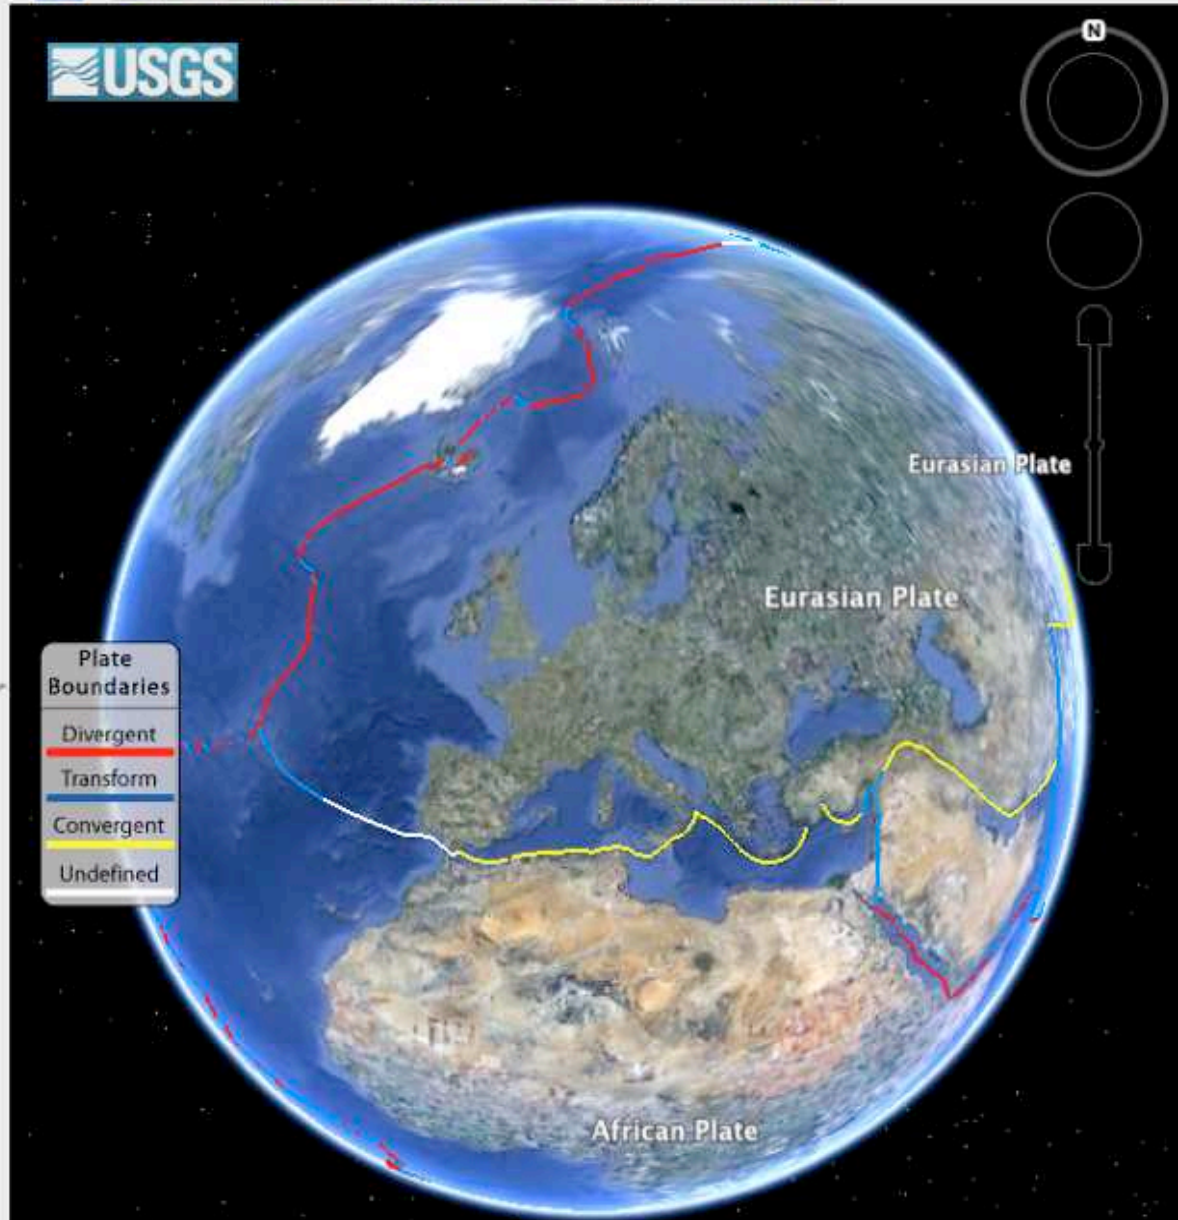 USGS
N
Eurasian Plate
Eurasian Plate
Plate
Boundaries
Divergent
Transform
Convergent
Undefined
African Plate